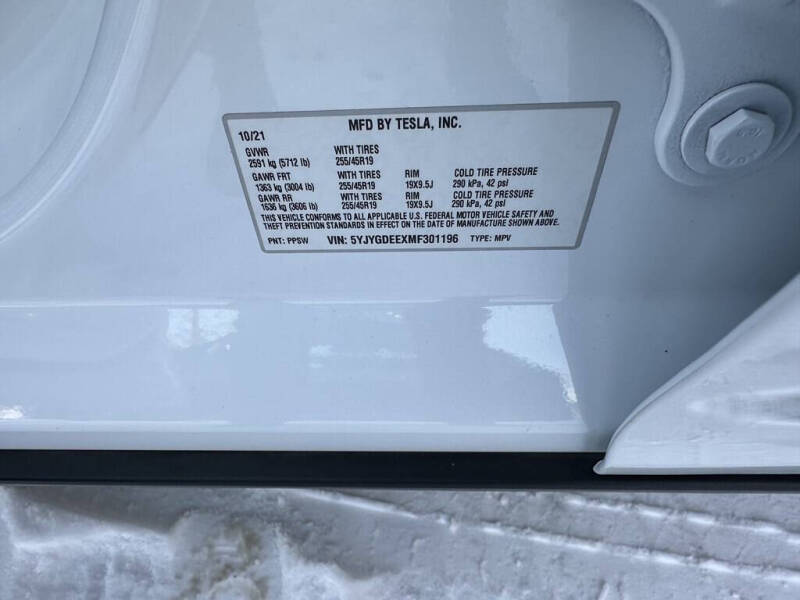 MFD BY TESLA, INC.
10/21
GVWR WITH TIRES
2591 kg (5712 lb) 255/45R19
GAWR FRT WITH TIRES RIM COLD TIRE PRESSURE
1363 kg (3004 lb) 255/45R19 19X9.5J 290 kPa, 42 psi
GAWR RR WITH TIRES RIM COLD TIRE PRESSURE
1636 kg (3606 lb) 255/45R19 19X9.5J 290 kPa, 42 psi
THIS VEHICLE CONFORMS TO ALL APPLICABLE U.S. FEDERAL MOTOR VEHICLE SAFETY AND
THEFT PREVENTION STANDARDS IN EFFECT ON THE DATE OF MANUFACTURE SHOWN ABOVE.
PNT: PPSW VIN: 5YJYGDEEXMF301196 TYPE: MPV